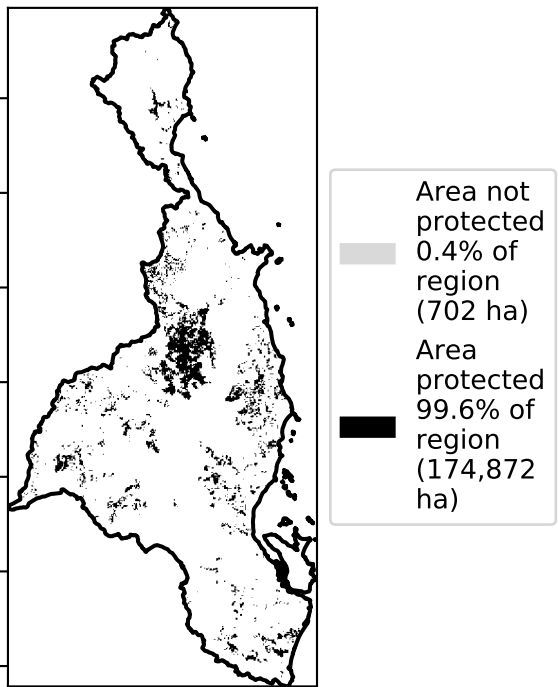 Area not
protected
0.4% of
region
(702 ha)
Area
protected
99.6% of
region
(174,872
ha)